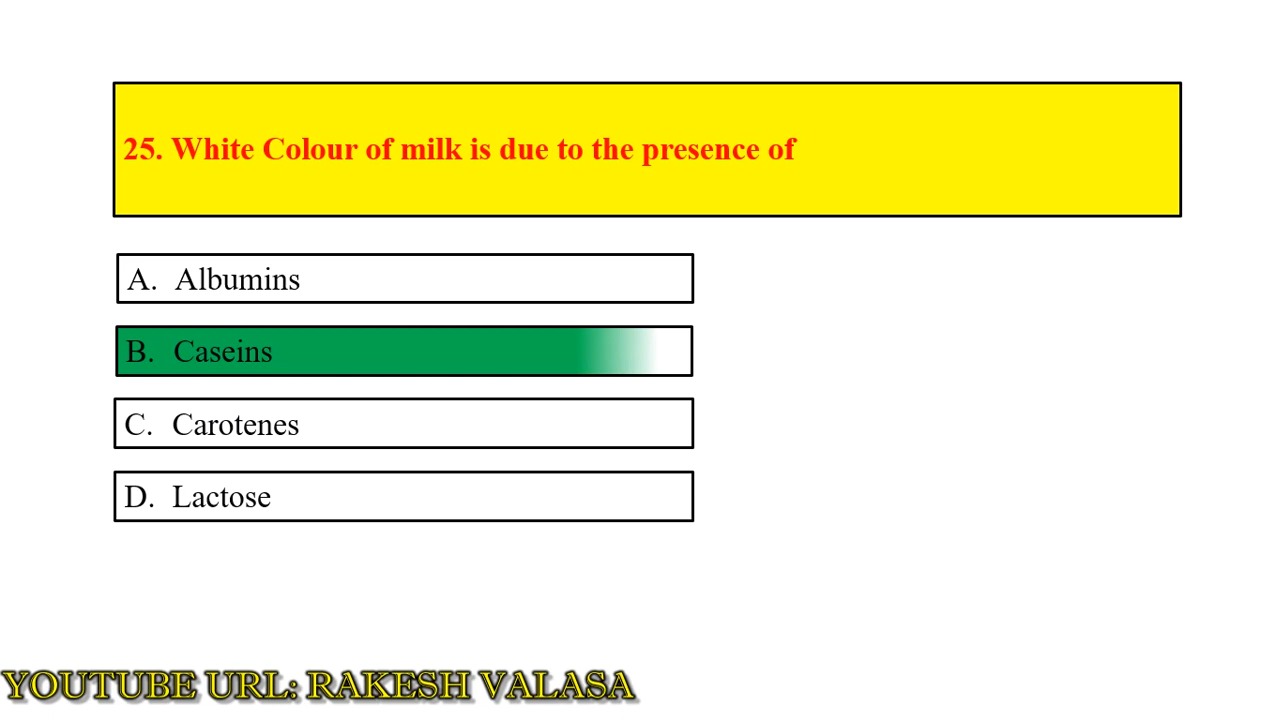 25. White Colour of milk is due to the presence of
A. Albumins
B. Caseins
C. Carotenes
D. Lactose
YOUTUBE URL: RAKESH VALASA